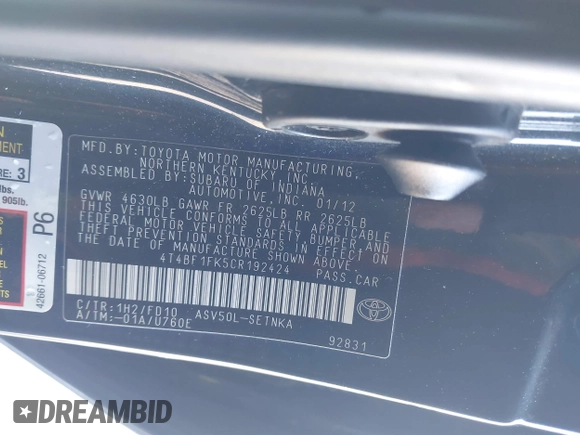 MFD.BY:TOYOTA MOTOR MANUFACTURING,
NORTHERN KENTUCKY, INC.
ASSEMBLED BY:SUBARU OF INDIANA
AUTOMOTIVE, INC. 01/12
GVWR 4630LB GAWR FR 2625LB RR 2625LB
THIS VEHICLE CONFORMS TO ALL APPLICABLE
FEDERAL MOTOR VEHICLE SAFETY, BUMPER, AND
THEFT PREVENTION STANDARDS IN EFFECT ON
THE DATE OF MANUFACTURE SHOWN ABOVE.
4T4BF1FK5CR192424 PASS.CAR
C/TR:1H2/FD10 ASV50L-SETNKA
A/TM:-01A/U760E
92831
RE: 3
lbs.
905lb.
P6
42661-06712
DREAMBID